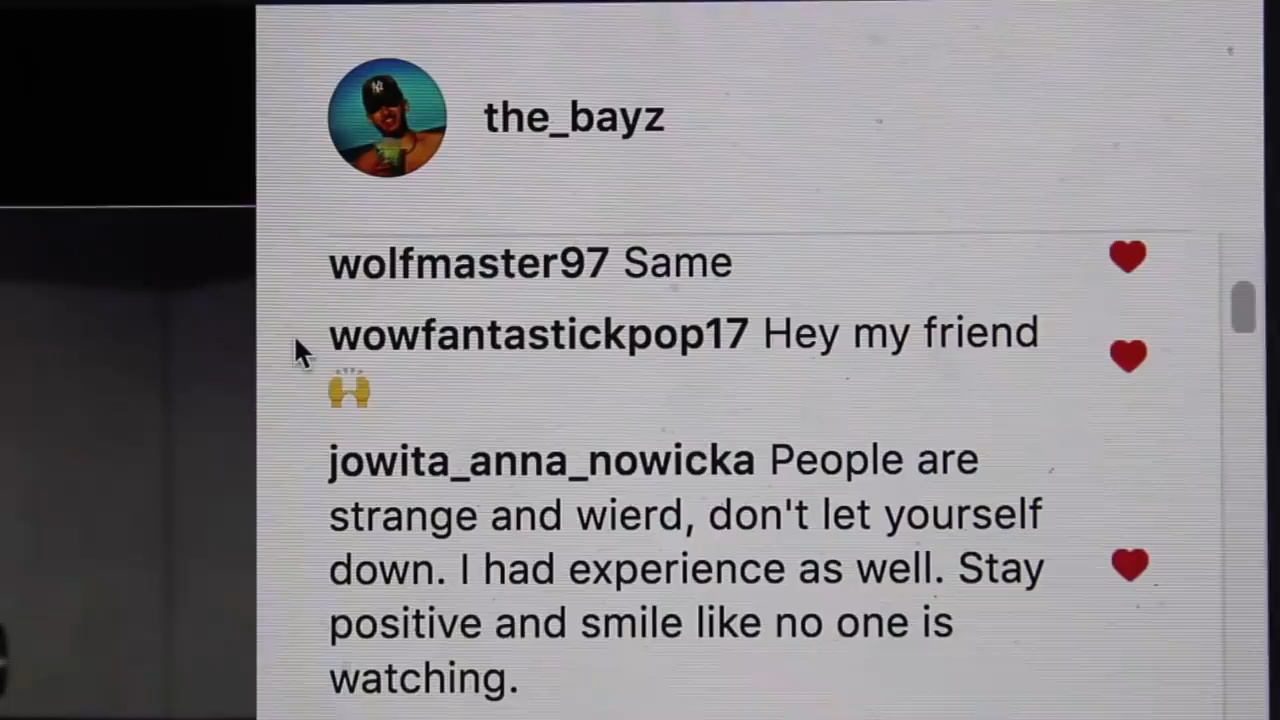 the_bayz
wolfmaster97 Same
wowfantastickpop17 Hey my friend
🙌
jowita_anna_nowicka People are
strange and wierd, don't let yourself
down. I had experience as well. Stay
positive and smile like no one is
watching.